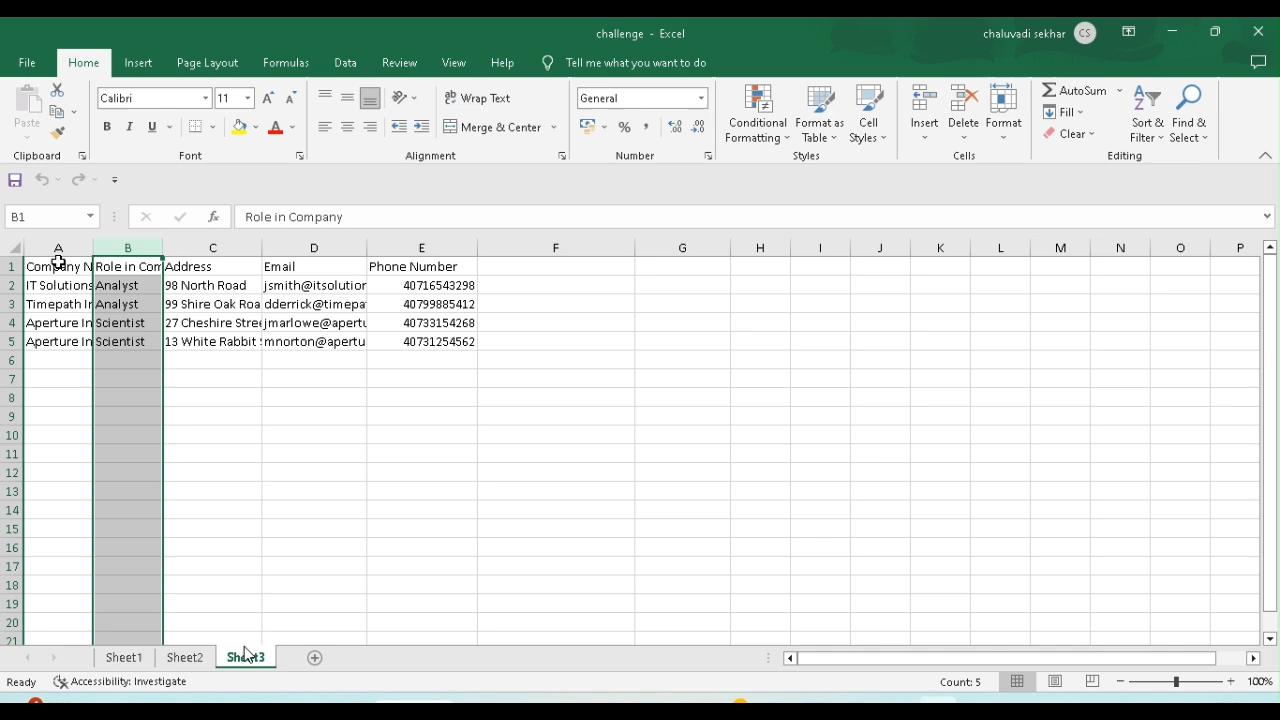 challenge - Excel
chaluvadi sekhar CS
File Home Insert Page Layout Formulas Data Review View Help Tell me what you want to do
Calibri 11 Wrap Text General AutoSum
Paste Conditional Formatting Format as Table Cell Styles Insert Delete Format Fill Sort & Filter Find & Select
B I U A Merge & Center % , Clear
Clipboard Font Alignment Number Styles Cells Editing
B1 fx Role in Company
A B C D E F G H I J K L M N O P
1 Company N Role in Com Address Email Phone Number
2 IT Solutions Analyst 98 North Road jsmith@itsolution 40716543298
3 Timepath In Analyst 99 Shire Oak Roa dderrick@timepa 40799885412
4 Aperture In Scientist 27 Cheshire Stre jmarlowe@apertu 40733154268
5 Aperture In Scientist 13 White Rabbit mnorton@apertu 40731254562
6
7
8
9
10
11
12
13
14
15
16
17
18
19
20
21
Sheet1 Sheet2 Sheet3
Ready Accessibility: Investigate Count: 5 100%